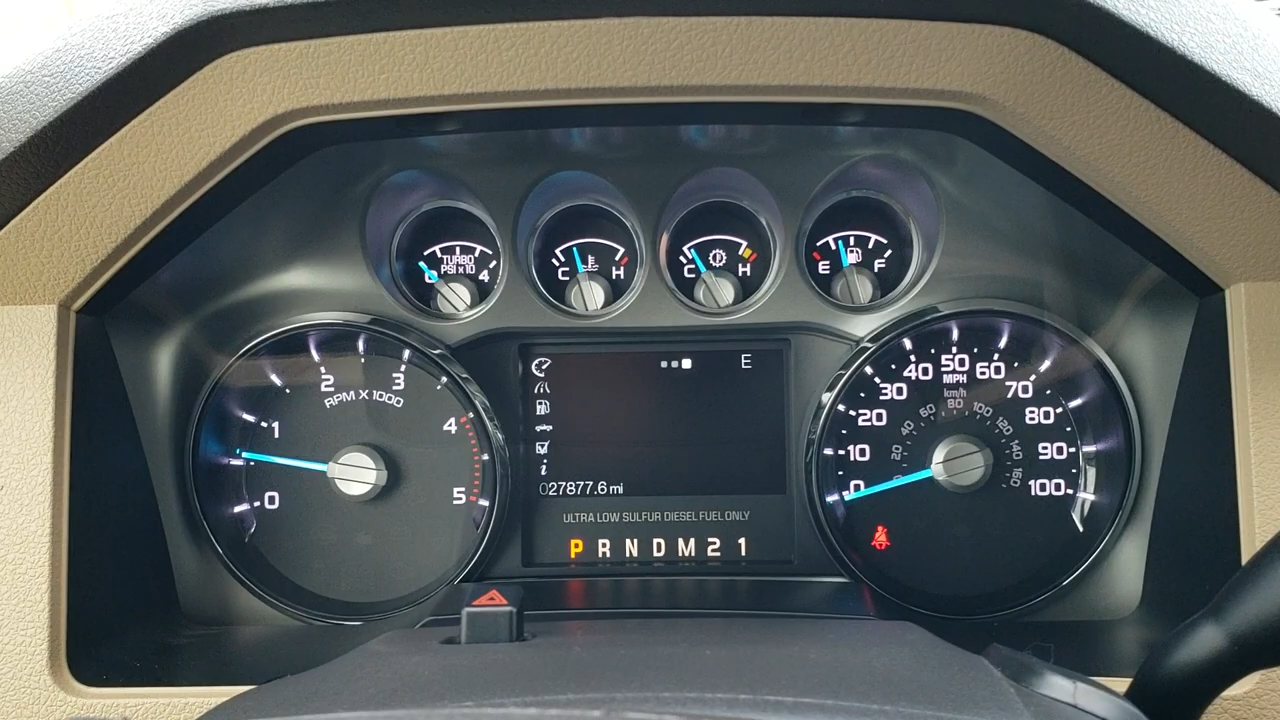 TURBO
PSI x 10
0 4
C H
C H
E F
0 1 2 3 4 5
RPM X 1000
E
i
027877.6 mi
ULTRA LOW SULFUR DIESEL FUEL ONLY
P R N D M 2 1
0 10 20 30 40 50 60 70 80 90 100
MPH
km/h
0 20 40 60 80 100 120 140 160